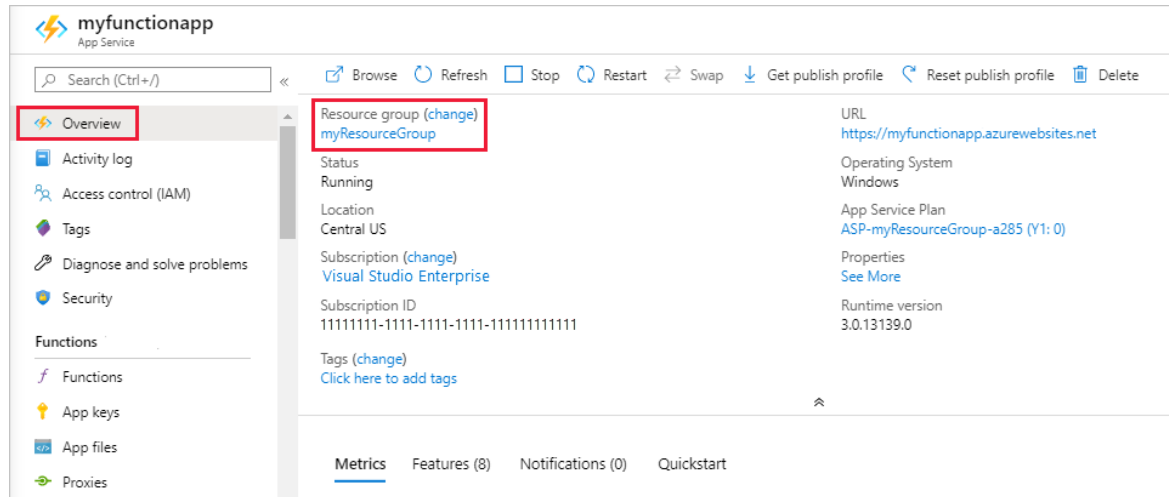 myfunctionapp
App Service
Search (Ctrl+/)
«
Browse Refresh Stop Restart Swap Get publish profile Reset publish profile Delete
Overview
Activity log
Access control (IAM)
Tags
Diagnose and solve problems
Security
Functions
Functions
App keys
App files
Proxies
Resource group (change)
myResourceGroup
Status
Running
Location
Central US
Subscription (change)
Visual Studio Enterprise
Subscription ID
11111111-1111-1111-1111-111111111111
Tags (change)
Click here to add tags
URL
https://myfunctionapp.azurewebsites.net
Operating System
Windows
App Service Plan
ASP-myResourceGroup-a285 (Y1: 0)
Properties
See More
Runtime version
3.0.13139.0
Metrics Features (8) Notifications (0) Quickstart